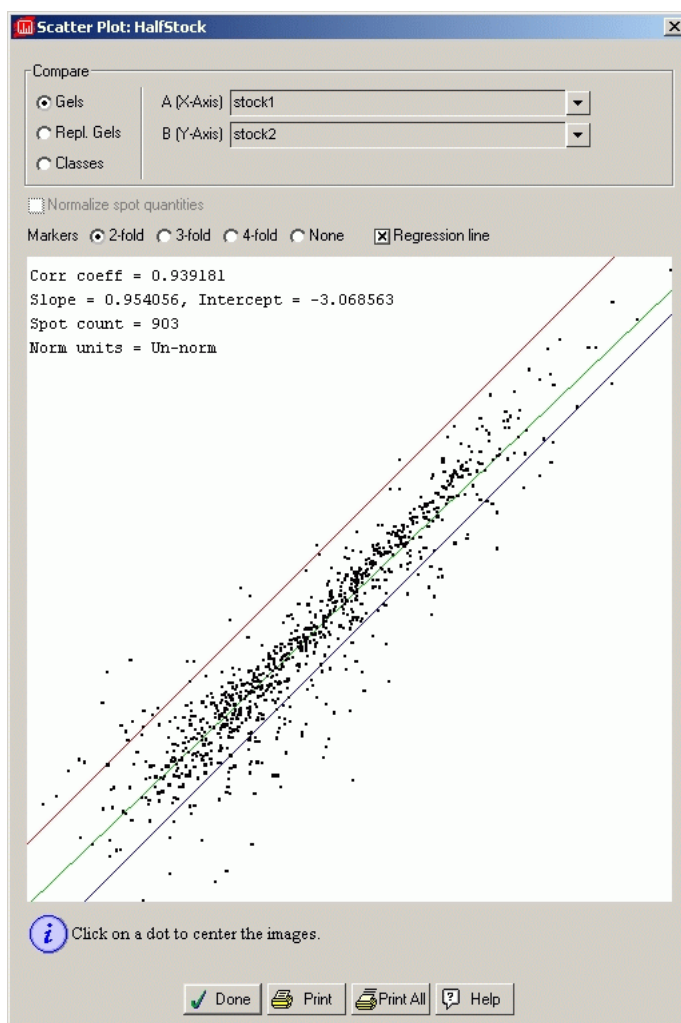 Scatter Plot: HalfStock
Compare
Gels
A (X-Axis) stock1
Repl. Gels
B (Y-Axis) stock2
Classes
Normalize spot quantities
Markers 2-fold 3-fold 4-fold None Regression line
Corr coeff = 0.939181
Slope = 0.954056, Intercept = -3.068563
Spot count = 903
Norm units = Un-norm
i Click on a dot to center the images.
Done Print Print All ? Help